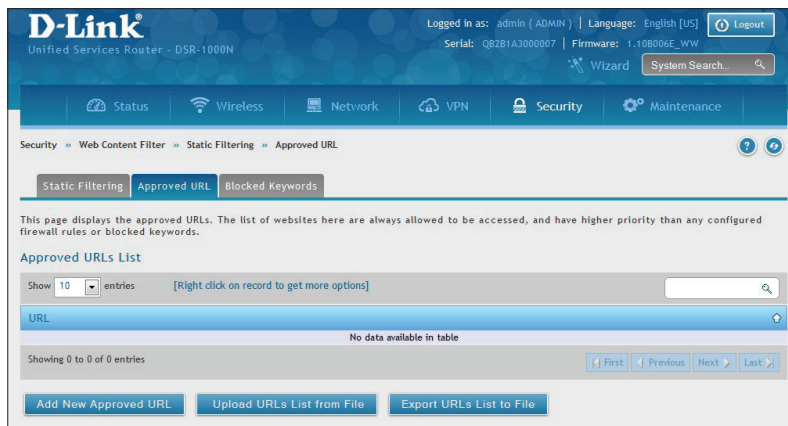 D-Link®
Unified Services Router - DSR-1000N
Logged in as: admin ( ADMIN ) | Language: English [US]
Logout
Serial: QB2B1A3000007 | Firmware: 1.10B006E_WW
Wizard
System Search...
Status
Wireless
Network
VPN
Security
Maintenance
Security » Web Content Filter » Static Filtering » Approved URL
Static Filtering
Approved URL
Blocked Keywords
This page displays the approved URLs. The list of websites here are always allowed to be accessed, and have higher priority than any configured
firewall rules or blocked keywords.
Approved URLs List
Show 10 entries
[Right click on record to get more options]
URL
No data available in table
Showing 0 to 0 of 0 entries
First
Previous
Next
Last
Add New Approved URL
Upload URLs List from File
Export URLs List to File